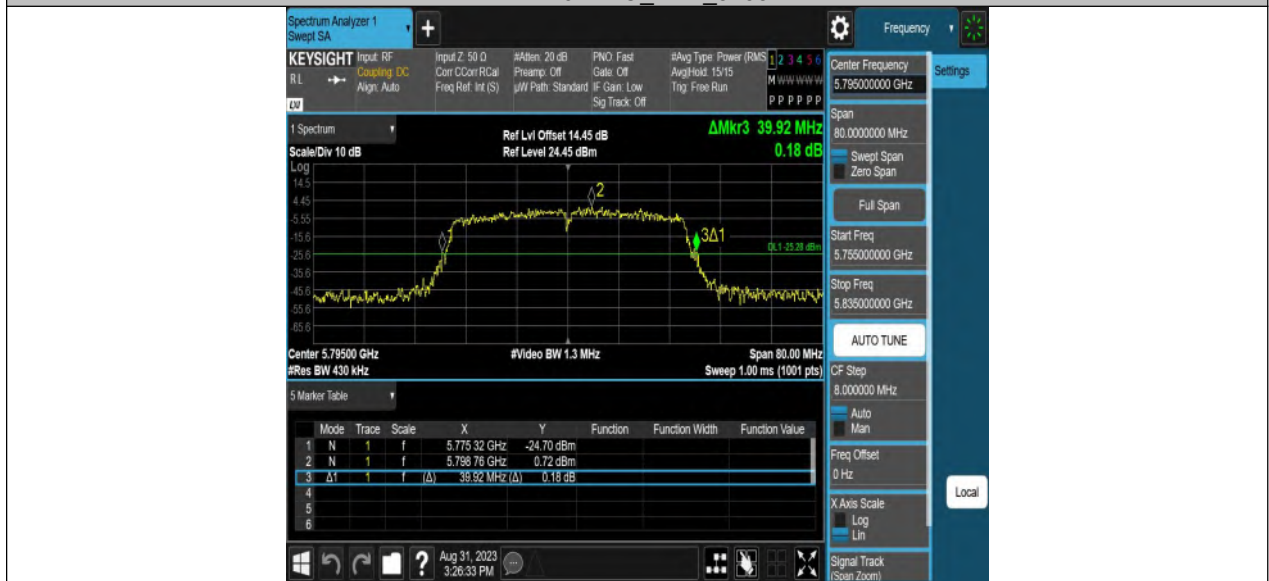 Spectrum Analyzer 1
Swept SA
+
Frequency
KEYSIGHT
RL
LXI
Input: RF
Coupling: DC
Align: Auto
Input Z: 50 Ω
Corr CCorr RCal
Freq Ref: Int (S)
#Atten: 20 dB
Preamp: Off
µW Path: Standard
PNO: Fast
Gate: Off
IF Gain: Low
Sig Track: Off
#Avg Type: Power (RMS
Avg|Hold: 15/15
Trig: Free Run
1 2 3 4 5 6
M W W W W W
P P P P P P
Center Frequency
5.795000000 GHz
Settings
Span
80.0000000 MHz
Swept Span
Zero Span
Full Span
Start Freq
5.755000000 GHz
Stop Freq
5.835000000 GHz
AUTO TUNE
CF Step
8.000000 MHz
Auto
Man
Freq Offset
0 Hz
X Axis Scale
Log
Lin
Signal Track
(Span Zoom)
Local
1 Spectrum
Scale/Div 10 dB
Ref Lvl Offset 14.45 dB
Ref Level 24.45 dBm
ΔMkr3 39.92 MHz
0.18 dB
Log
14.5
4.45
-5.55
-15.6
-25.6
-35.6
-45.6
-55.6
-65.6
1
2
3Δ1
DL1 -25.28 dBm
Center 5.79500 GHz
#Video BW 1.3 MHz
Span 80.00 MHz
#Res BW 430 kHz
Sweep 1.00 ms (1001 pts)
5 Marker Table
Mode Trace Scale X Y Function Function Width Function Value
1 N 1 f 5.775 32 GHz -24.70 dBm
2 N 1 f 5.798 76 GHz 0.72 dBm
3 Δ1 1 f (Δ) 39.92 MHz (Δ) 0.18 dB
4
5
6
?
Aug 31, 2023
3:26:33 PM